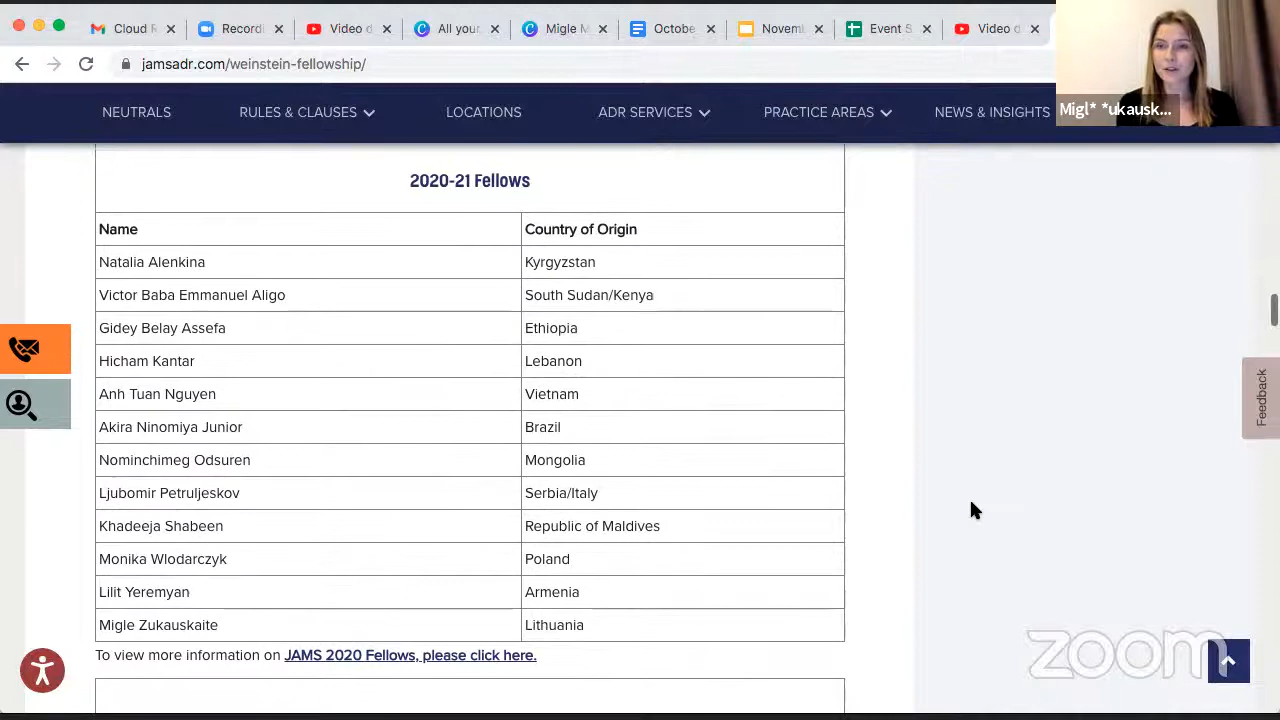 Cloud
Recor
Video
All your
Migle M
Octobe
Novem
Event S
Video o
jamsadr.com/weinstein-fellowship/
NEUTRALS RULES & CLAUSES LOCATIONS ADR SERVICES PRACTICE AREAS NEWS & INSIGHTS
Migl* *ukausk...
2020-21 Fellows
Name Country of Origin
Natalia Alenkina Kyrgyzstan
Victor Baba Emmanuel Aligo South Sudan/Kenya
Gidey Belay Assefa Ethiopia
Hicham Kantar Lebanon
Anh Tuan Nguyen Vietnam
Akira Ninomiya Junior Brazil
Nominchimeg Odsuren Mongolia
Ljubomir Petruljeskov Serbia/Italy
Khadeeja Shabeen Republic of Maldives
Monika Wlodarczyk Poland
Lilit Yeremyan Armenia
Migle Zukauskaite Lithuania
To view more information on JAMS 2020 Fellows, please click here.
Feedback
zoom